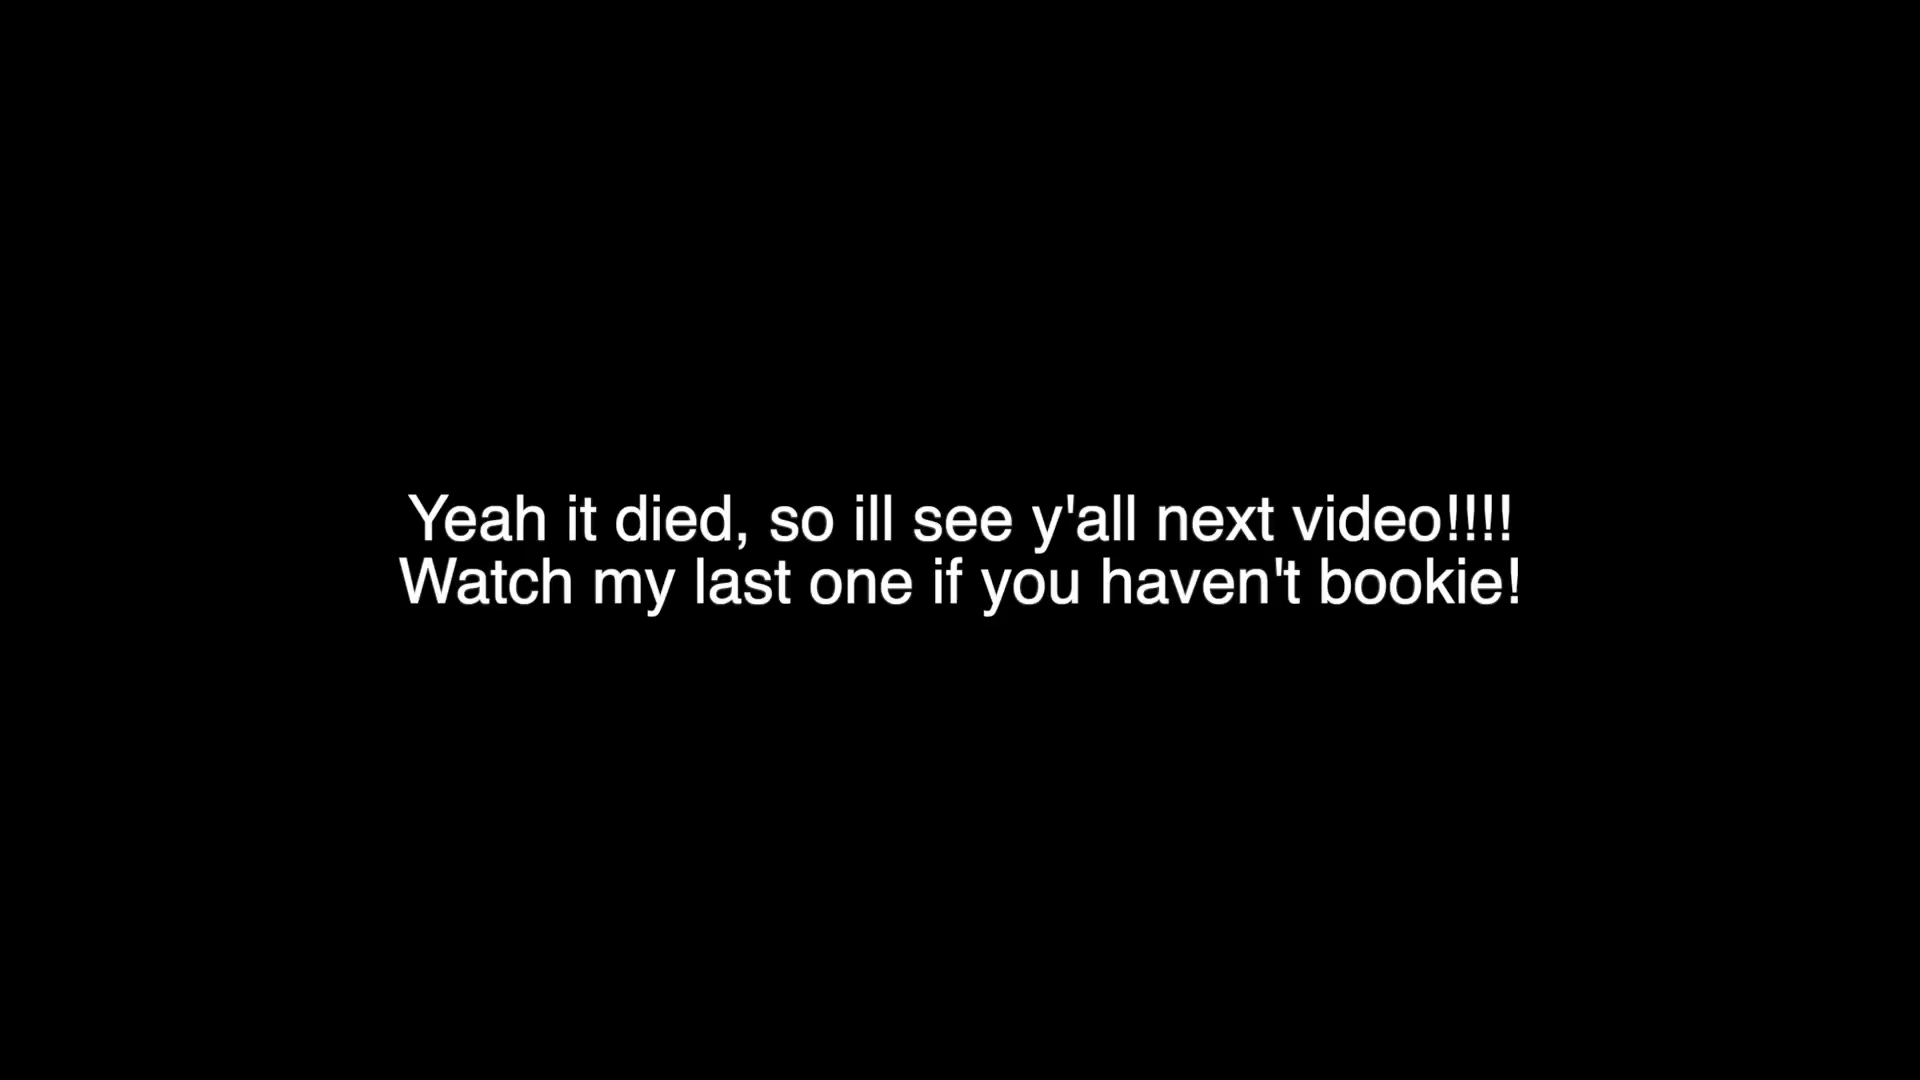 Yeah it died, so ill see y'all next video!!!!
Watch my last one if you haven't bookie!